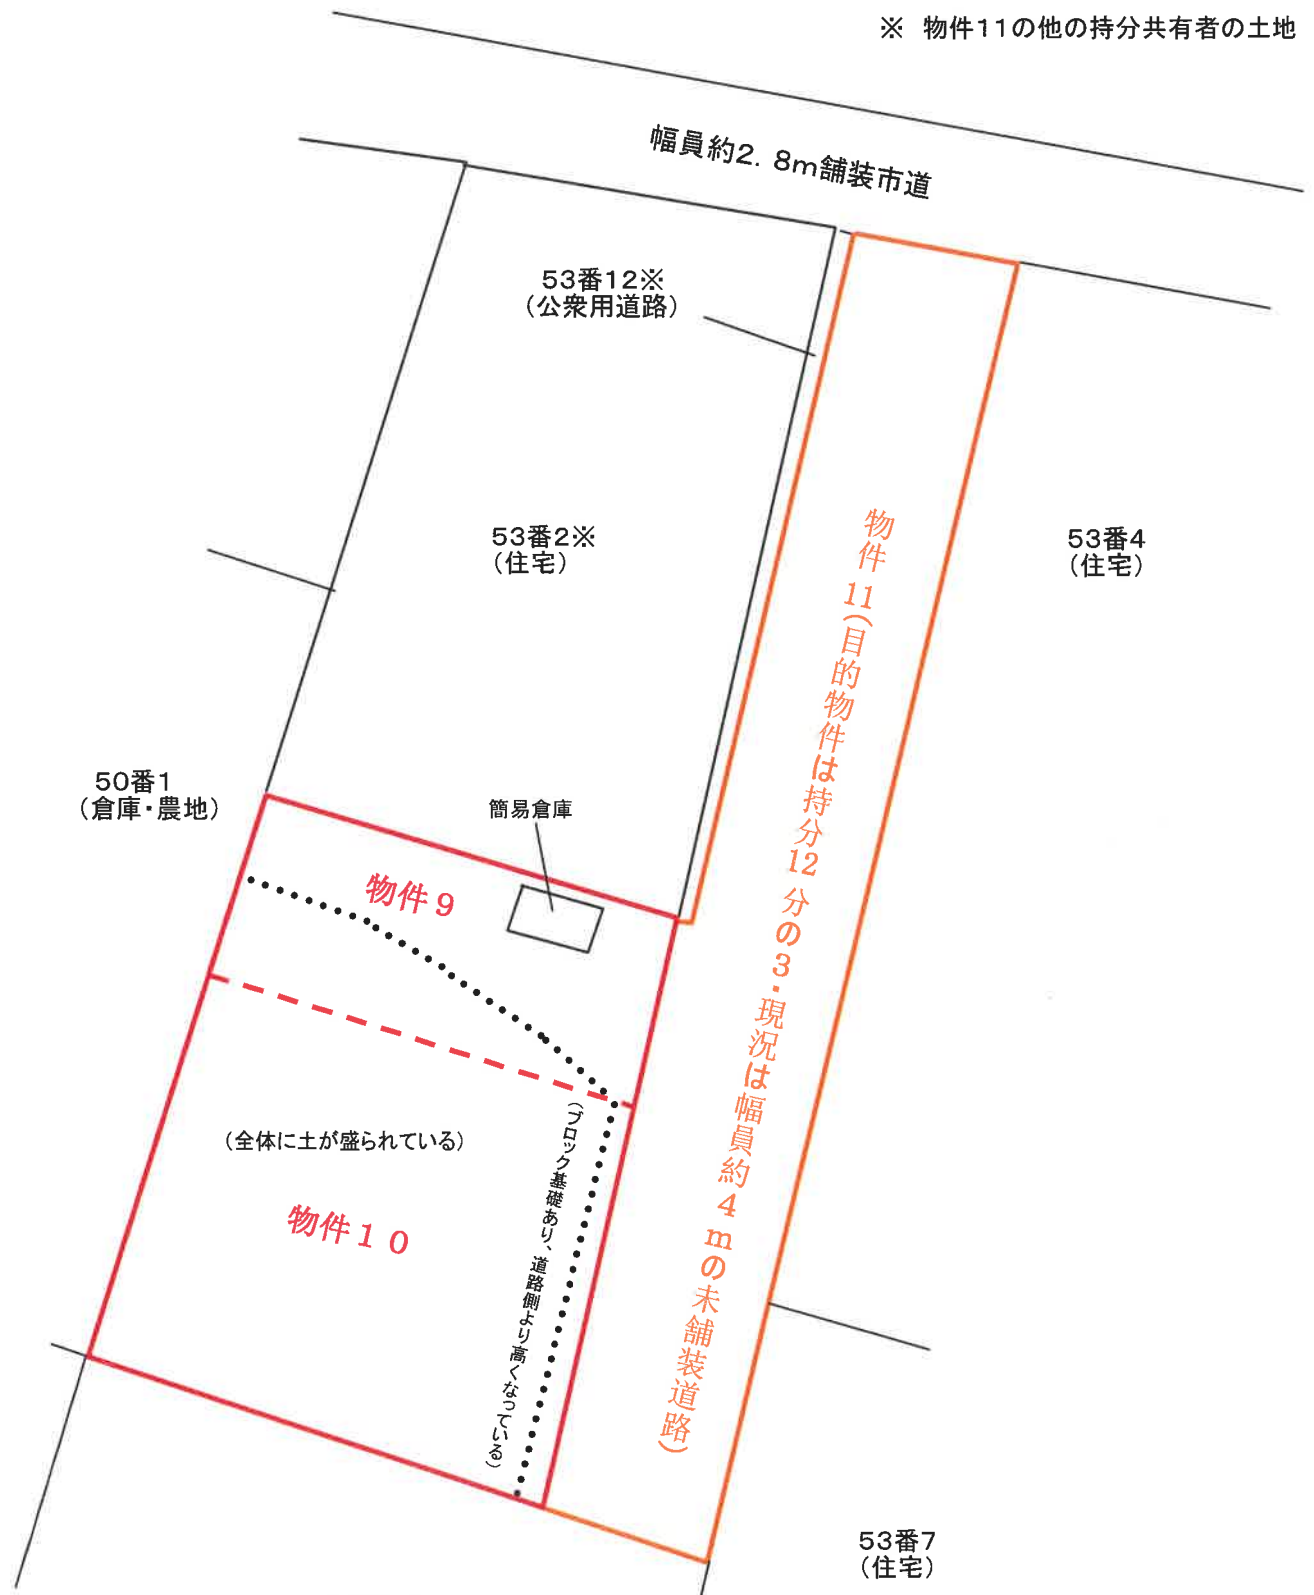 ※ 物件11の他の持分共有者の土地
幅員約2.8m舗装市道
53番12※
（公衆用道路）
53番2※
（住宅）
53番4
（住宅）
物件11（目的物件は持分12分の3・現況は幅員約4mの未舗装道路）
50番1
（倉庫・農地）
簡易倉庫
物件９
（全体に土が盛られている）
（ブロック基礎あり、道路側より高くなっている）
物件１０
53番7
（住宅）